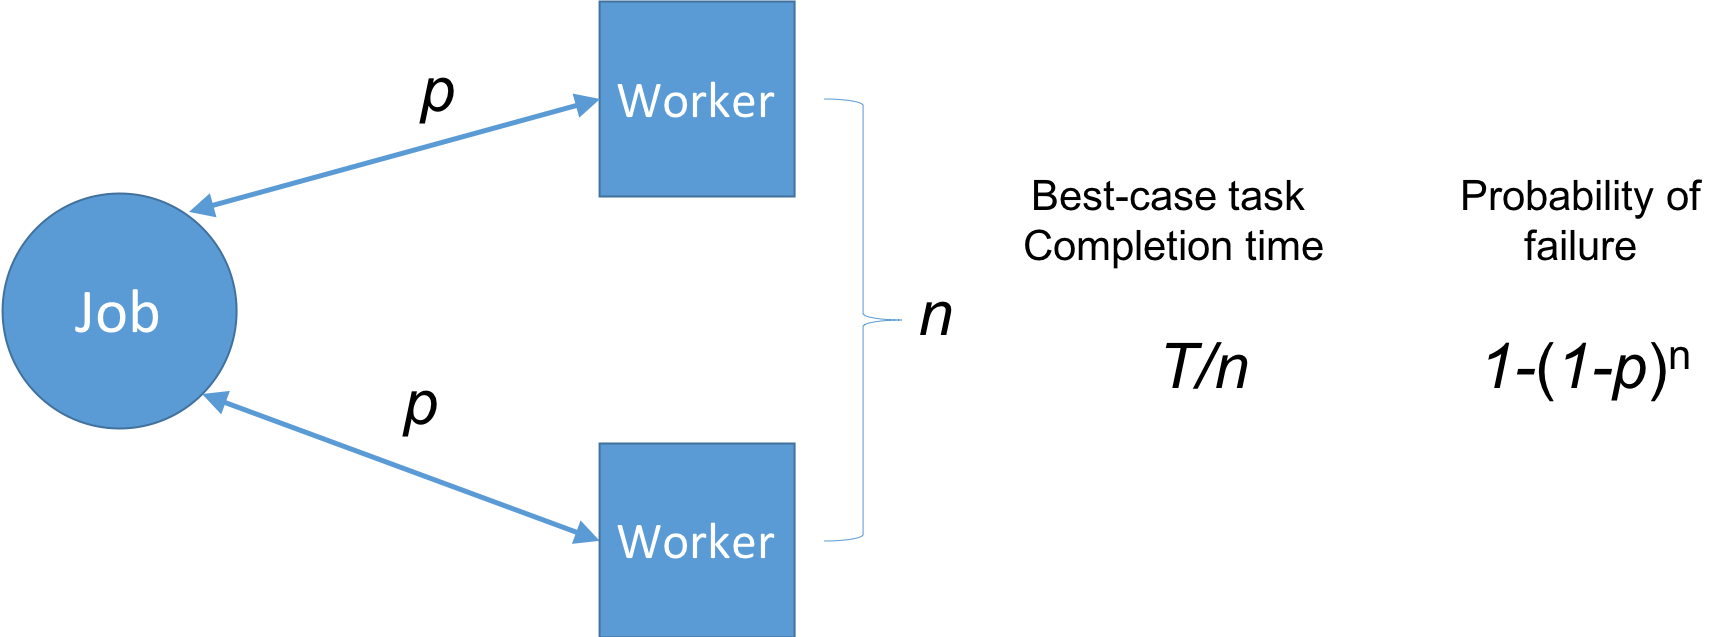 p
Worker
Job
p
Worker
n
Best-case task
Completion time
T/n
Probability of
failure
1-(1-p)ⁿ